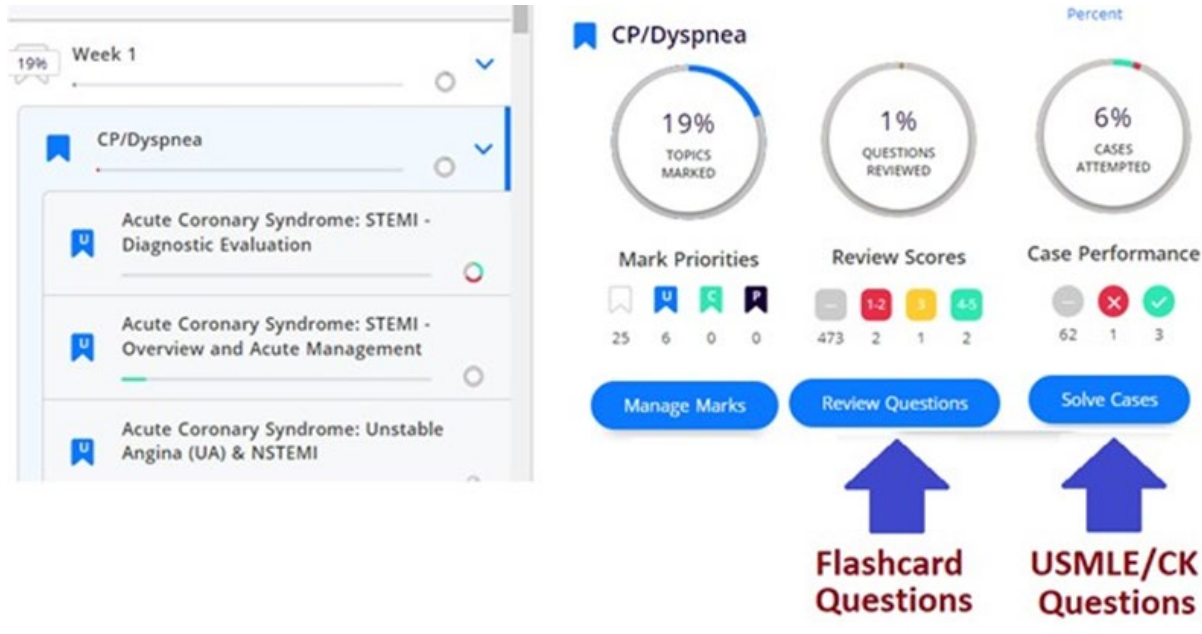 19%
Week 1
CP/Dyspnea
U
Acute Coronary Syndrome: STEMI -
Diagnostic Evaluation
U
Acute Coronary Syndrome: STEMI -
Overview and Acute Management
U
Acute Coronary Syndrome: Unstable
Angina (UA) & NSTEMI
Percent
CP/Dyspnea
19%
TOPICS
MARKED
1%
QUESTIONS
REVIEWED
6%
CASES
ATTEMPTED
Mark Priorities
Review Scores
Case Performance
U C P
1-2 3 4-5
25 6 0 0
473 2 1 2
62 1 3
Manage Marks
Review Questions
Solve Cases
Flashcard
Questions
USMLE/CK
Questions